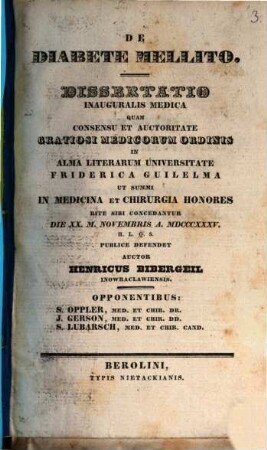 3.
DE
DIABETE MELLITO.
DISSERTATIO
INAUGURALIS MEDICA
QUAM
CONSENSU ET AUCTORITATE
GRATIOSI MEDICORUM ORDINIS
IN
ALMA LITERARUM UNIVERSITATE
FRIDERICA GUILELMA
UT SUMMI
IN MEDICINA ET CHIRURGIA HONORES
RITE SIBI CONCEDANTUR
DIE XX. M. NOVEMBRIS A. MDCCCXXXV.
H. L. Q. S.
PUBLICE DEFENDET
AUCTOR
HENRICUS BIBERGEIL
INOWRACLAWIENSIS.
OPPONENTIBUS:
S. OPPLER, MED. ET CHIR. DR.
J. GERSON, MED. ET CHIR. DD.
S. LUBARSCH, MED. ET CHIR. CAND.
BEROLINI,
TYPIS NIETACKIANIS.